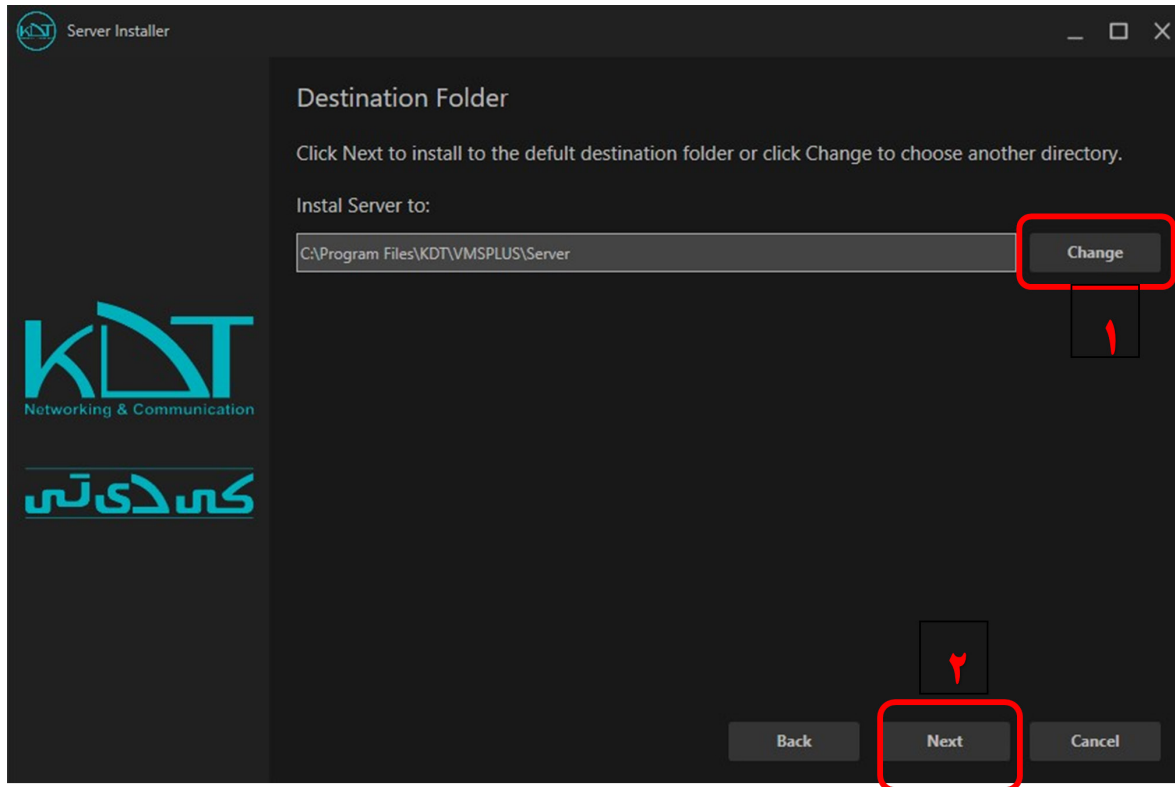 KDT
Server Installer
Destination Folder
Click Next to install to the defult destination folder or click Change to choose another directory.
Instal Server to:
C:\Program Files\KDT\VMSPLUS\Server
Change
۱
KDT
Networking & Communication
کی دی تی
۲
Back
Next
Cancel